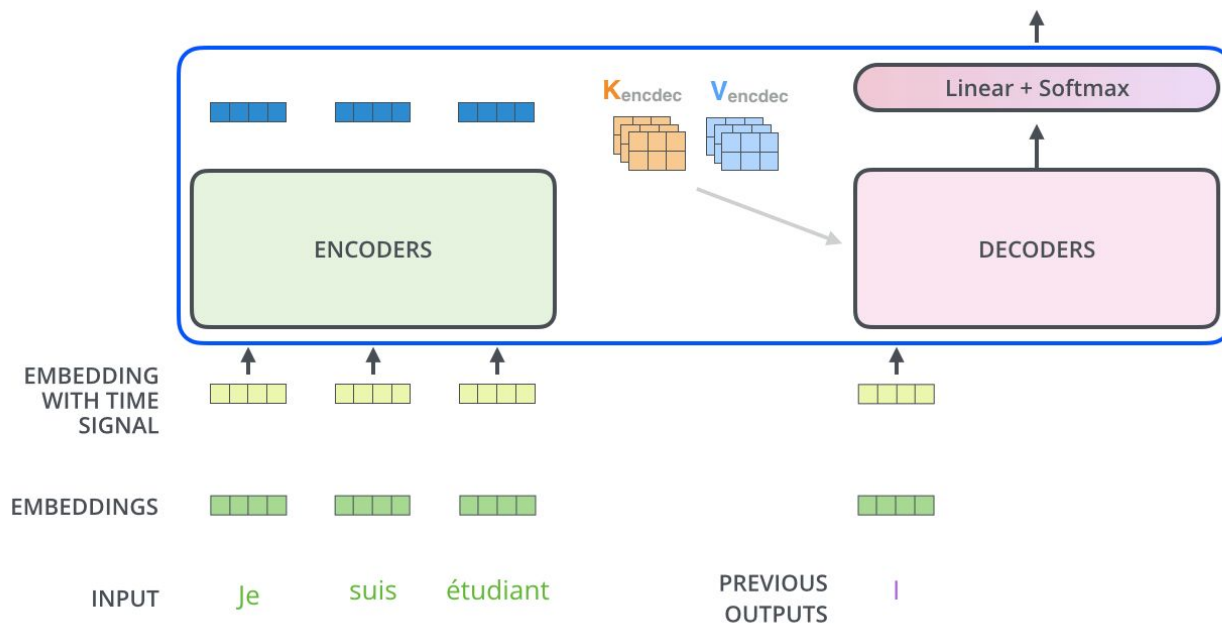 Kencdec
Vencdec
Linear + Softmax
ENCODERS
DECODERS
EMBEDDING
WITH TIME
SIGNAL
EMBEDDINGS
INPUT
Je
suis
étudiant
PREVIOUS
OUTPUTS
I